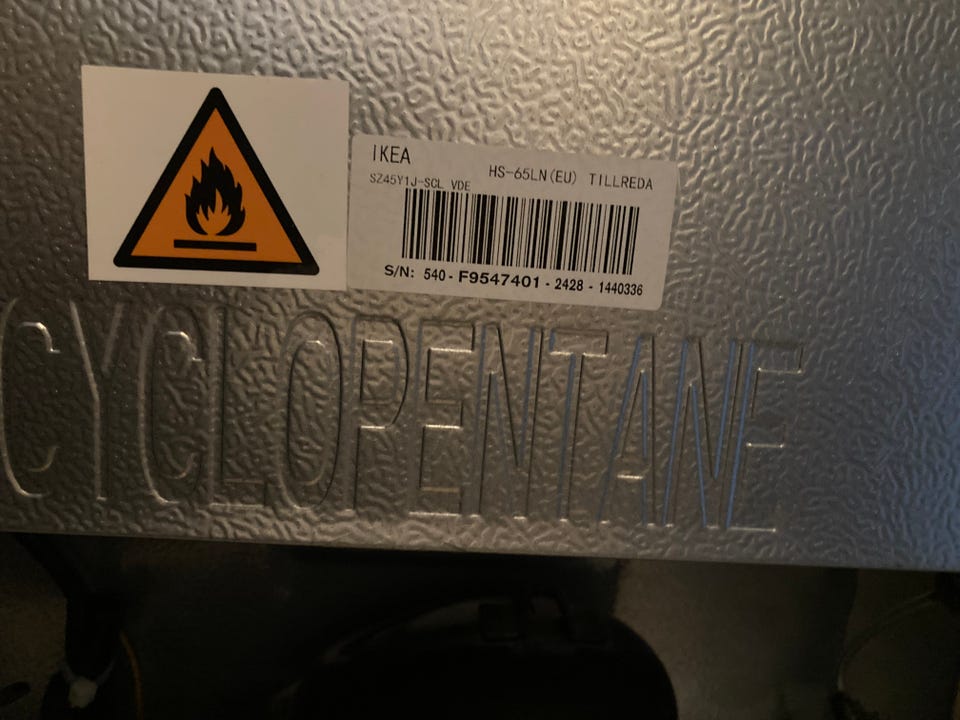 IKEA
HS-65LN(EU) TILLREDA
SZ45Y1J-SCL VDE
S/N: 540-F9547401-2428-1440336
CYCLOPENTANE